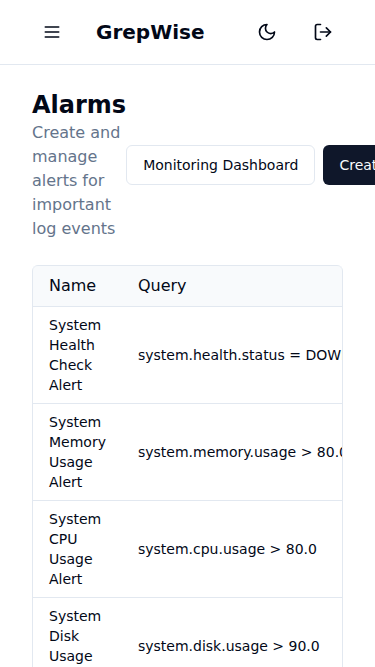 GrepWise
Alarms
Create and
manage
alerts for
important
log events
Monitoring Dashboard
Name Query
System
Health
Check
Alert
system.health.status = DOW
System
Memory
Usage
Alert
system.memory.usage > 80.0
System
CPU
Usage
Alert
system.cpu.usage > 80.0
System
Disk
Usage
system.disk.usage > 90.0